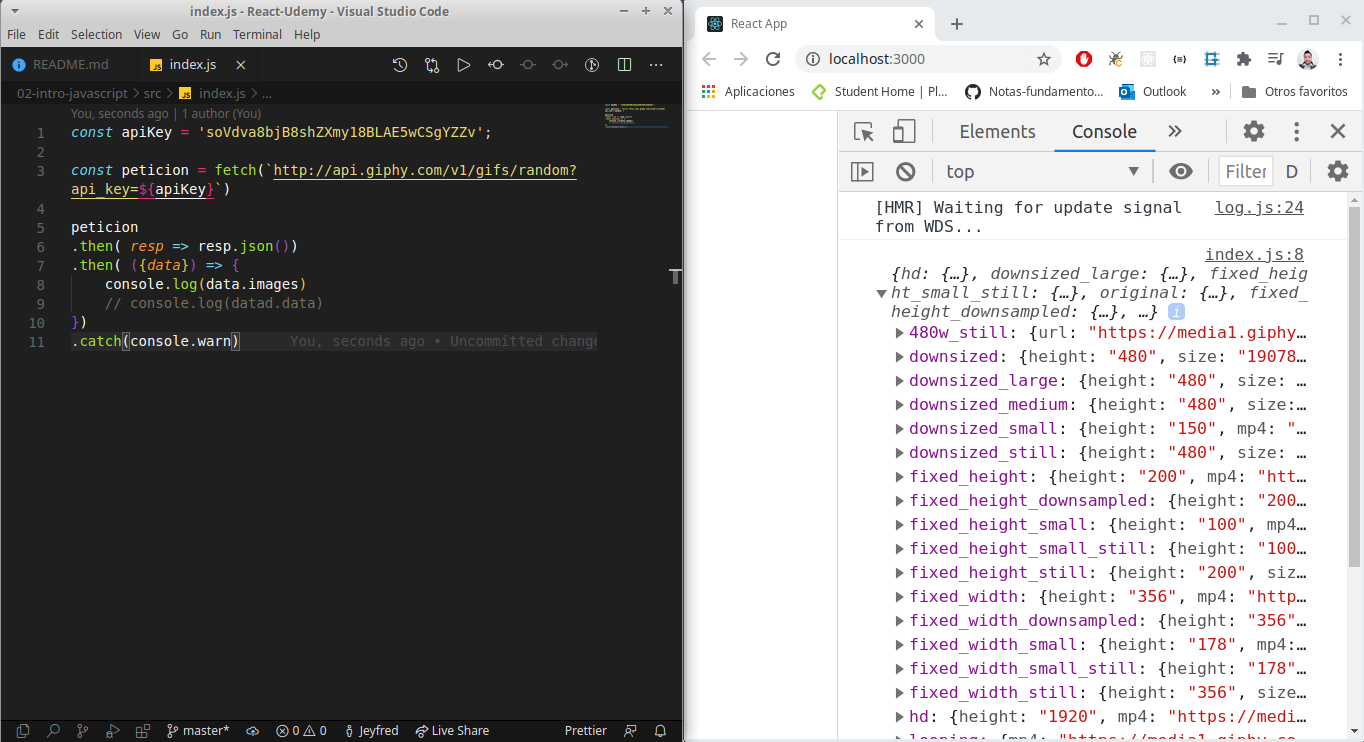 index.js - React-Udemy - Visual Studio Code
File Edit Selection View Go Run Terminal Help
README.md
index.js
02-intro-javascript > src > index.js > ...
You, seconds ago | 1 author (You)
1 const apiKey = 'soVdva8bjB8shZXmy18BLAE5wCSgYZZv';
2
3 const peticion = fetch(`http://api.giphy.com/v1/gifs/random?
api_key=${apiKey}`)
4
5 peticion
6 .then( resp => resp.json())
7 .then( ({data}) => {
8 console.log(data.images)
9 // console.log(datad.data)
10 })
11 .catch(console.warn) You, seconds ago • Uncommitted change
master* 0 0 Jeyfred Live Share Prettier
React App
localhost:3000
Aplicaciones Student Home | Pl... Notas-fundamento... Outlook » Otros favoritos
Elements Console »
top Filter D
[HMR] Waiting for update signal log.js:24
from WDS...
index.js:8
{hd: {…}, downsized_large: {…}, fixed_heig
ht_small_still: {…}, original: {…}, fixed_
height_downsampled: {…}, …} i
480w_still: {url: "https://media1.giphy…
downsized: {height: "480", size: "19078…
downsized_large: {height: "480", size: …
downsized_medium: {height: "480", size:…
downsized_small: {height: "150", mp4: "…
downsized_still: {height: "480", size: …
fixed_height: {height: "200", mp4: "htt…
fixed_height_downsampled: {height: "200…
fixed_height_small: {height: "100", mp4…
fixed_height_small_still: {height: "100…
fixed_height_still: {height: "200", siz…
fixed_width: {height: "356", mp4: "http…
fixed_width_downsampled: {height: "356"…
fixed_width_small: {height: "178", mp4:…
fixed_width_small_still: {height: "178"…
fixed_width_still: {height: "356", size…
hd: {height: "1920", mp4: "https://medi…
looping: {mp4: "https://media1.giphy.co…